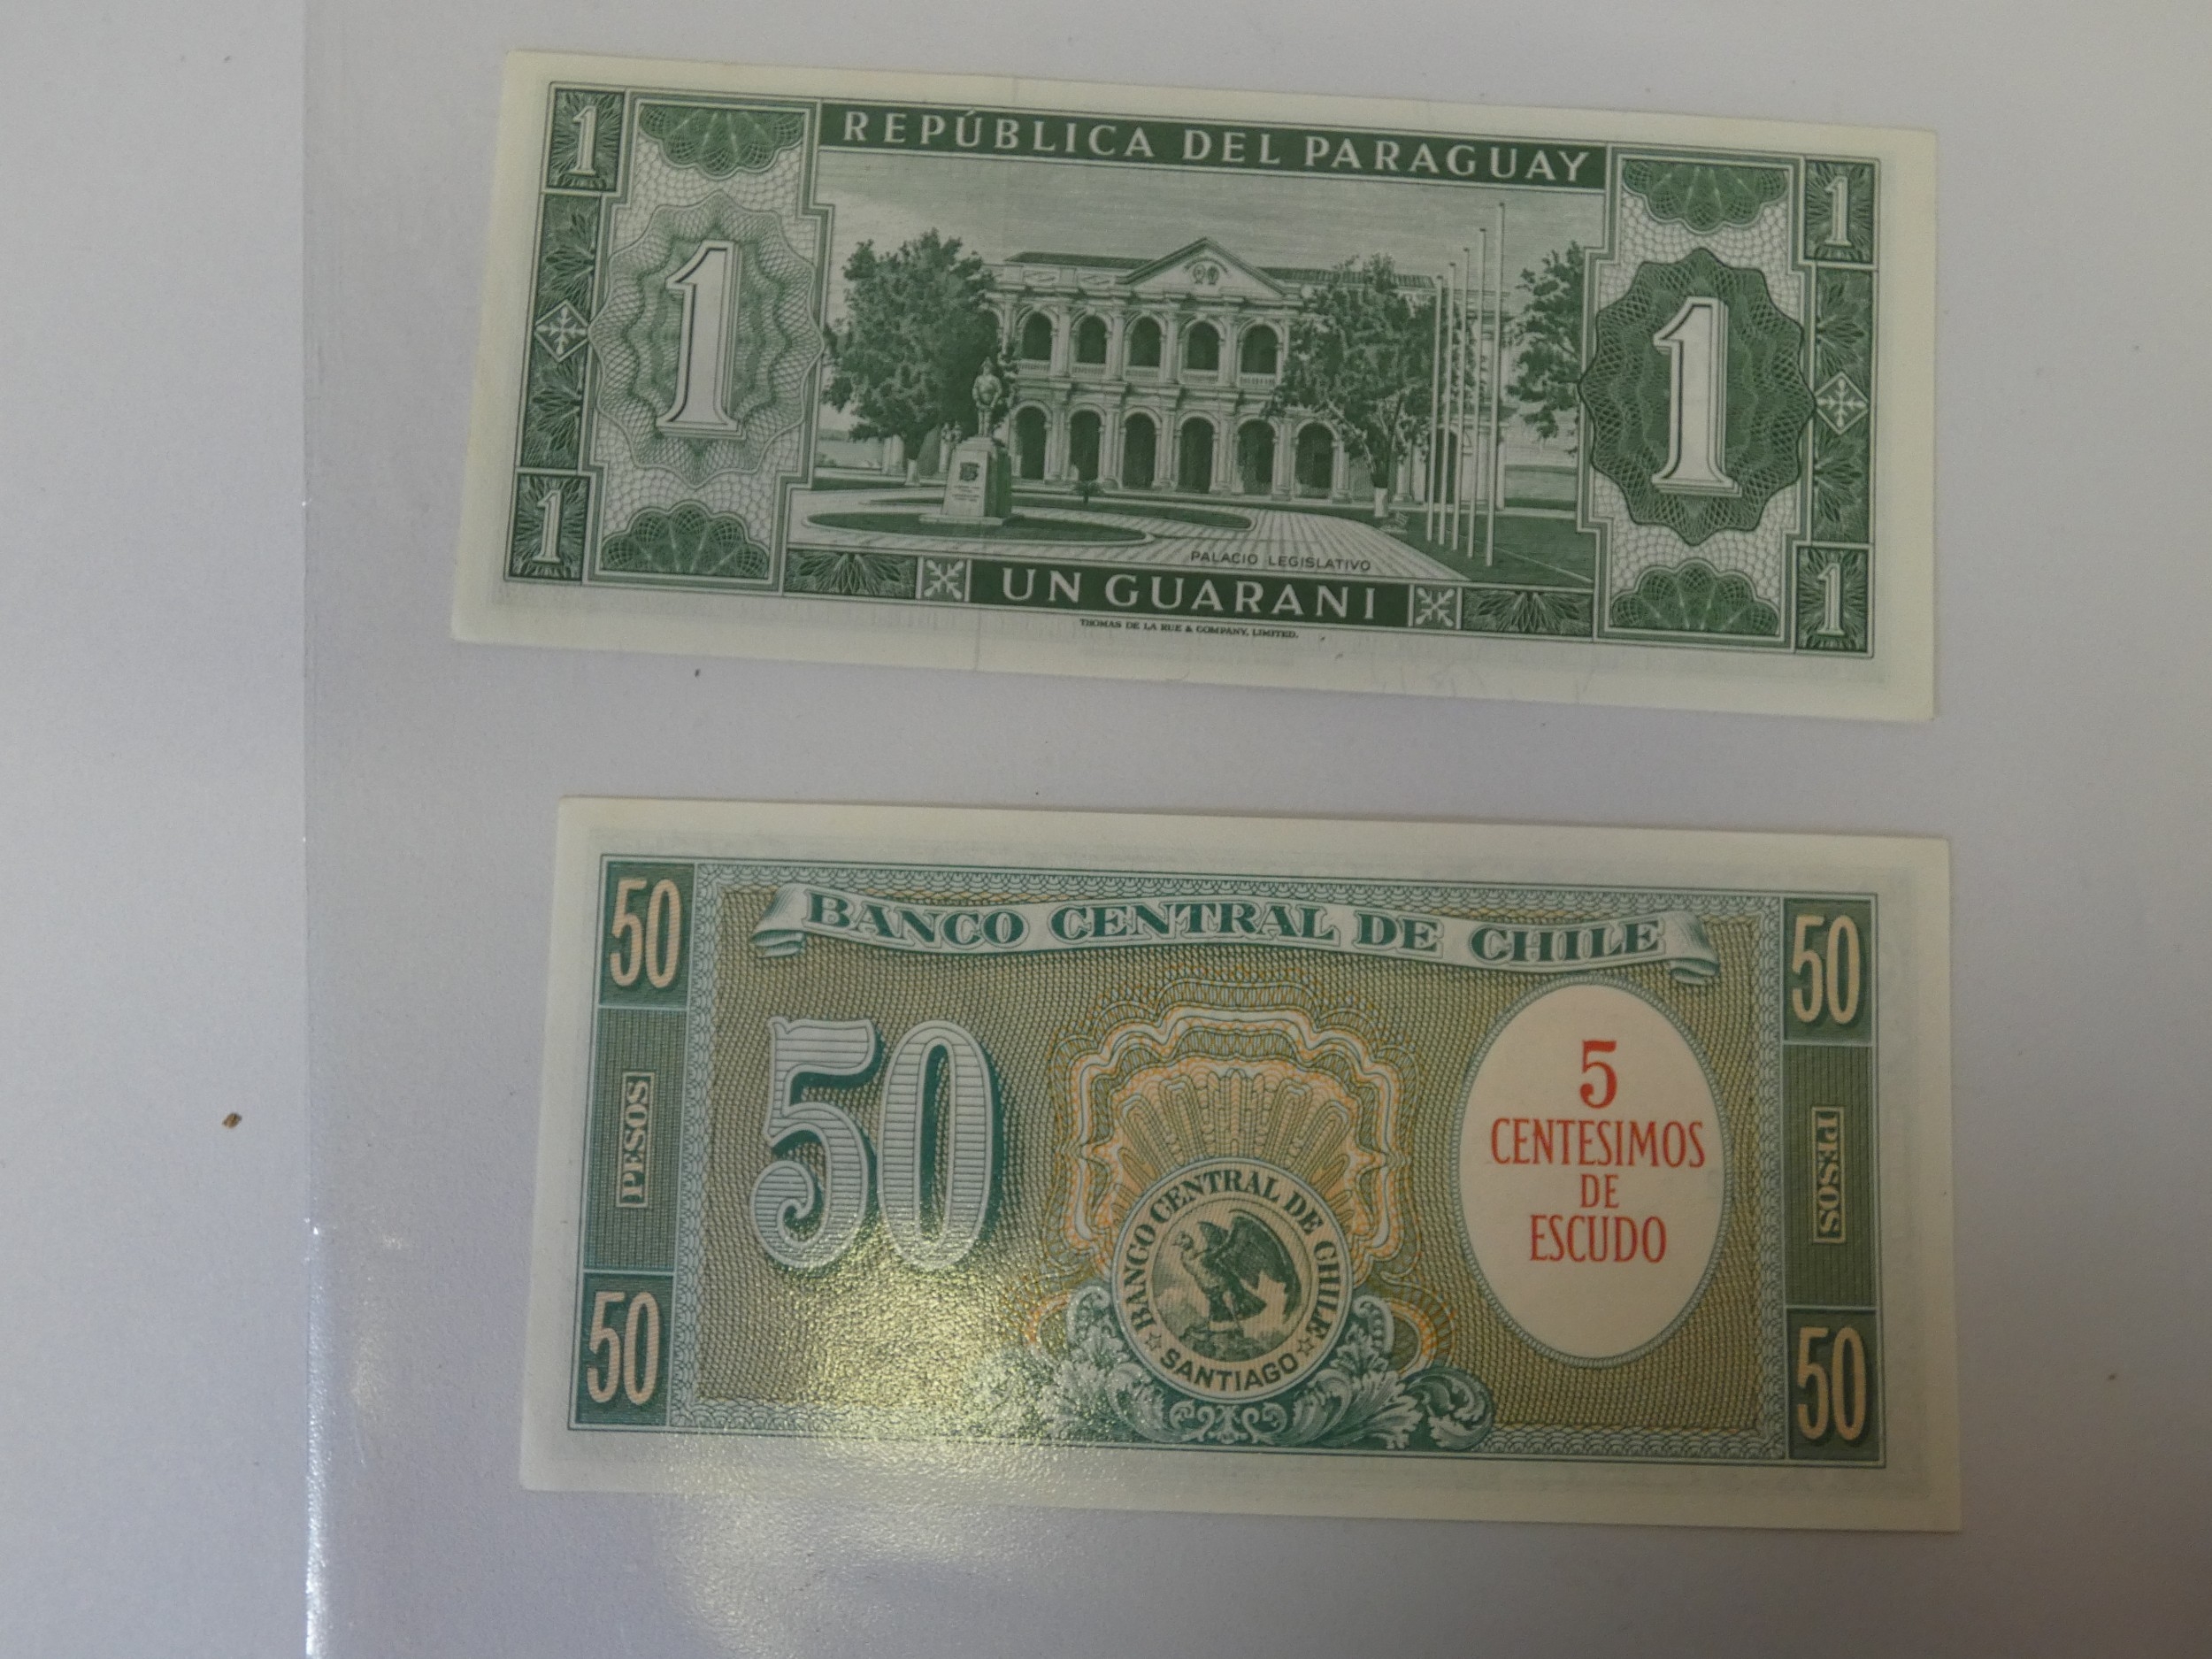 1 REPÚBLICA DEL PARAGUAY 1
1 1
PALACIO LEGISLATIVO
1 UN GUARANI 1
THOMAS DE LA RUE & COMPANY, LIMITED.
50 BANCO CENTRAL DE CHILE 50
50
5
CENTESIMOS
DE
ESCUDO
PESOS
PESOS
BANCO CENTRAL DE CHILE
SANTIAGO
50 50